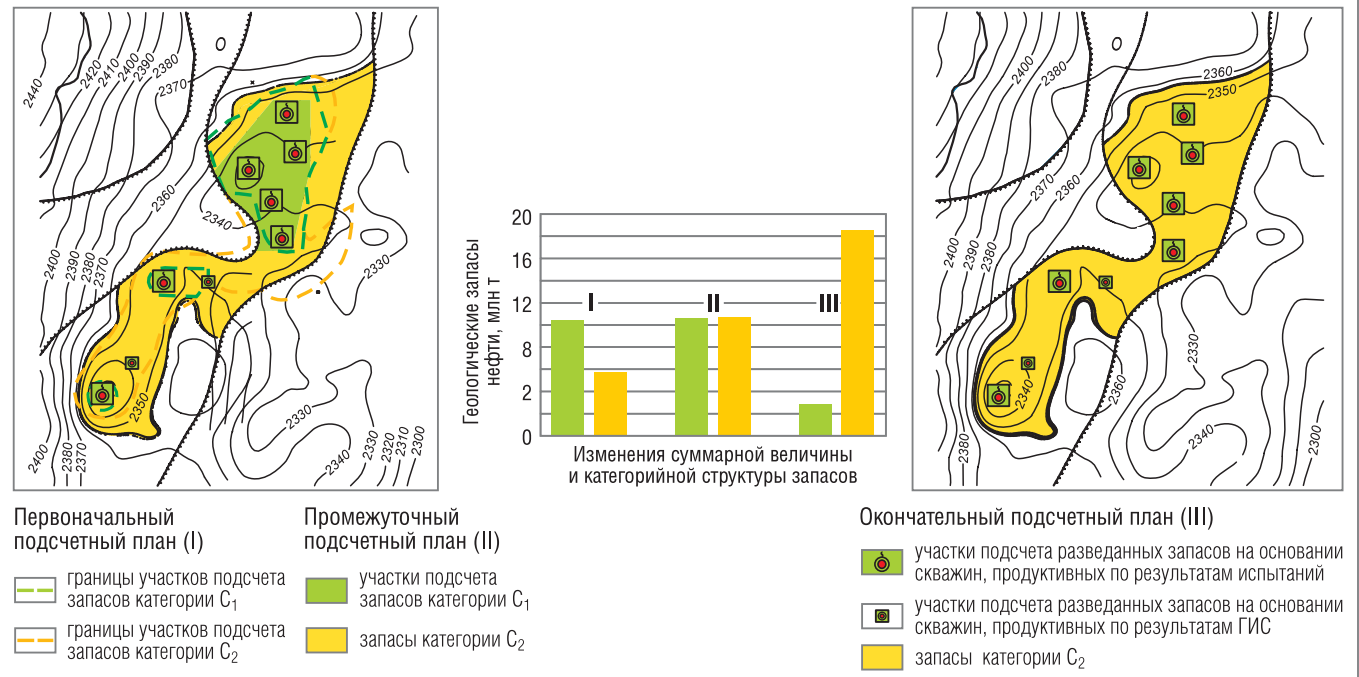 2440
2420
2410
2400
2390
2380
2370
2360
2340
2330
2400
2390
2380
2370
2350
2330
2340
2400
2380
2370
2330
2320
2310
2300
Геологические запасы
нефти, млн т
20
16
12
8
2
0
I
II
III
Изменения суммарной величины
и категорийной структуры запасов
2400
2380
2360
2350
2370
2360
2400
2390
2380
2370
2330
2340
2360
2340
2380
2300
Первоначальный
подсчетный план (I)
границы участков подсчета
запасов категории C₁
границы участков подсчета
запасов категории C₂
Промежуточный
подсчетный план (II)
участки подсчета
запасов категории C₁
запасы категории C₂
Окончательный подсчетный план (III)
участки подсчета разведанных запасов на основании
скважин, продуктивных по результатам испытаний
участки подсчета разведанных запасов на основании
скважин, продуктивных по результатам ГИС
запасы категории C₂